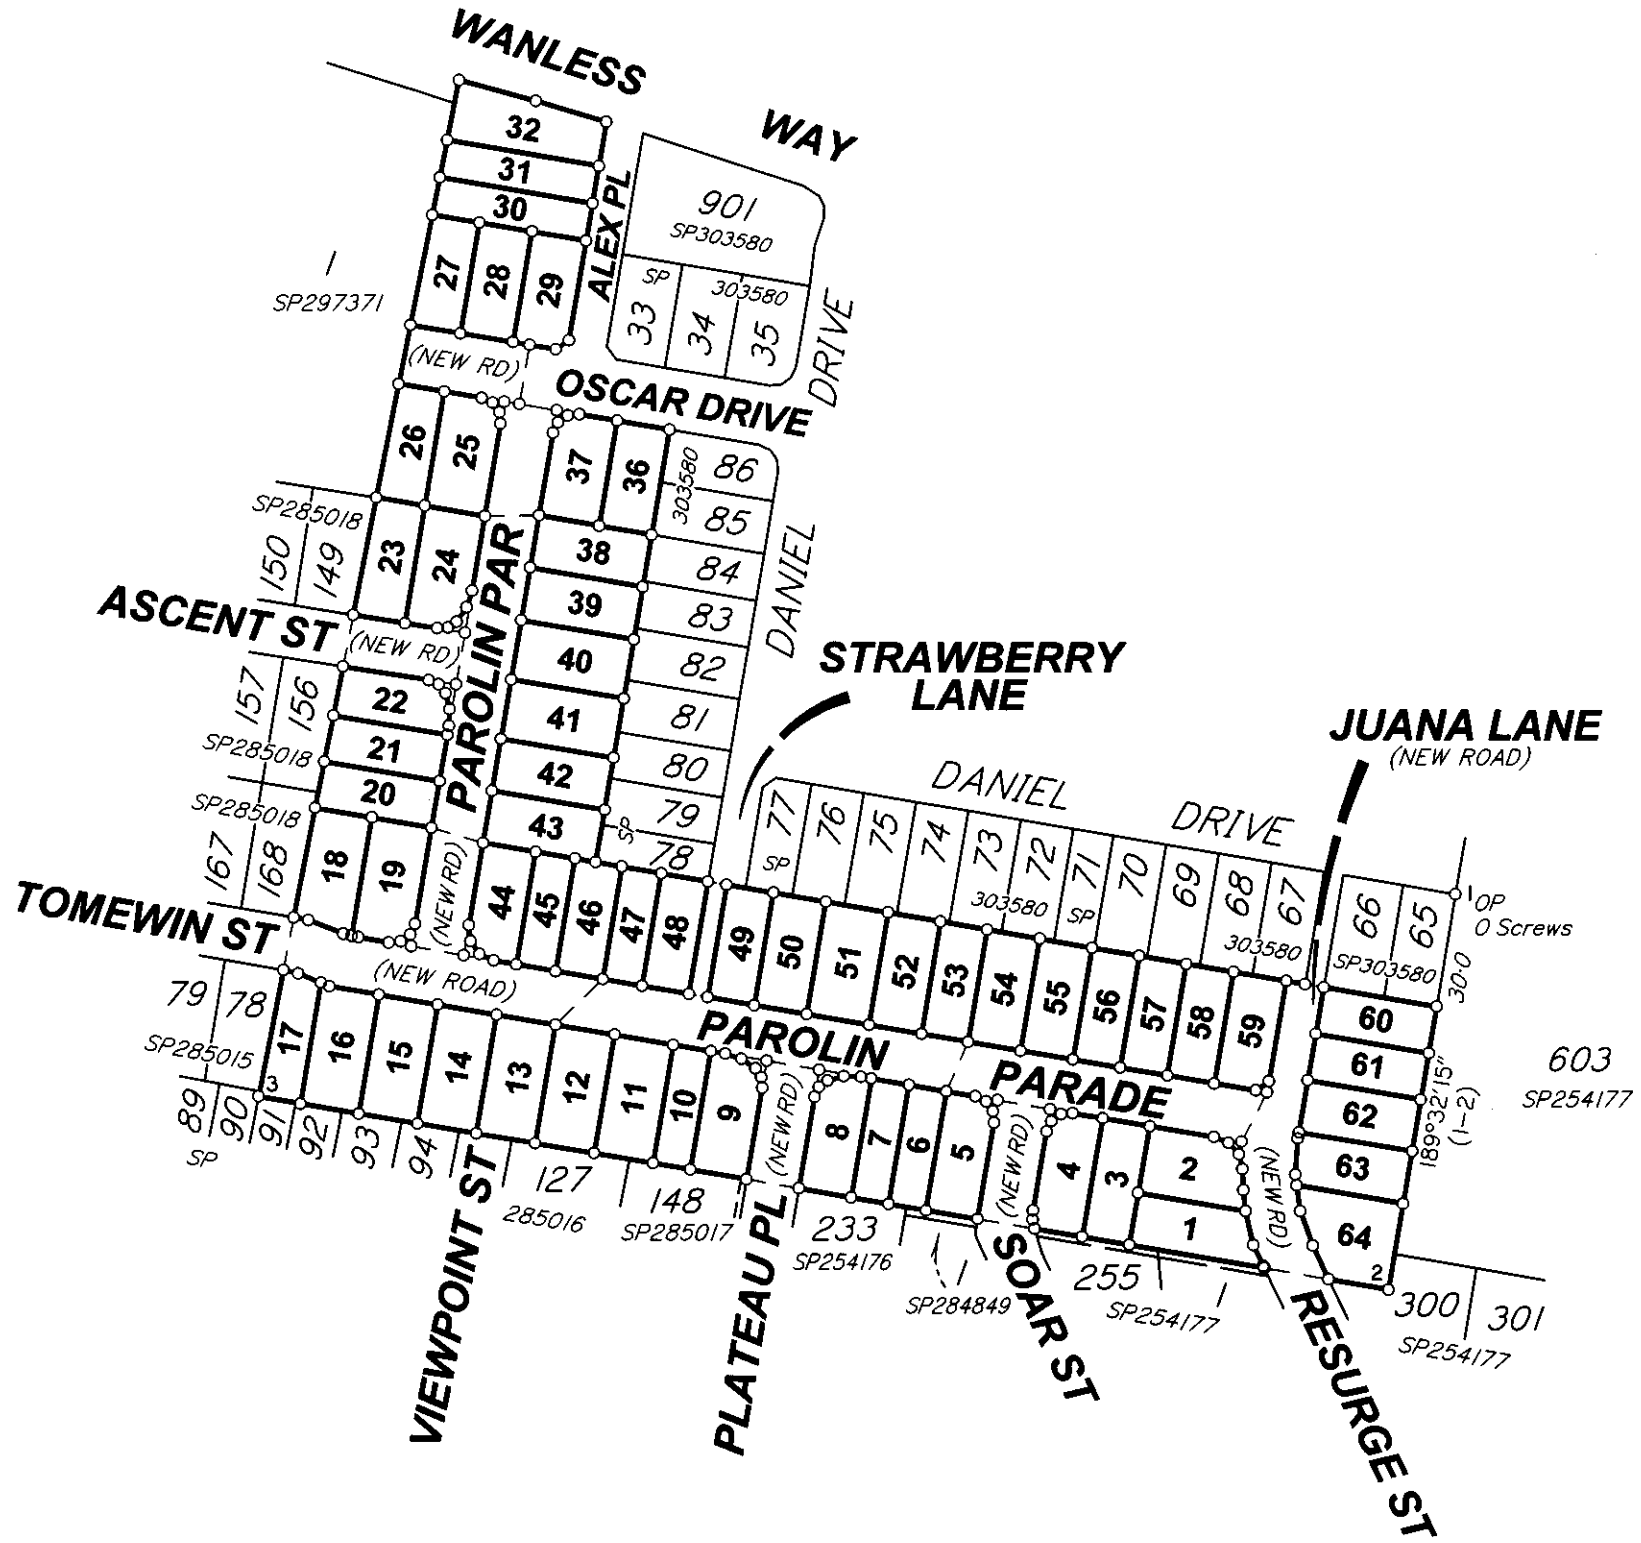 WANLESS
WAY
32
31
30
27
28
29
ALEX PL
901
SP303580
SP
303580
33
34
35
DRIVE
1
SP297371
(NEW RD)
OSCAR DRIVE
26
25
37
36
303580
86
85
84
83
82
81
80
79
78
SP
DANIEL
SP285018
150
149
23
24
PAROLIN PAR
38
39
40
41
42
43
ASCENT ST
(NEW RD)
157
156
22
21
20
SP285018
SP285018
167
168
18
19
(NEW RD)
TOMEWIN ST
STRAWBERRY
LANE
JUANA LANE
(NEW ROAD)
DANIEL
DRIVE
77
SP
76
75
74
73
72
303580
71
SP
70
69
68
67
303580
66
65
SP303580
1
OP
O Screws
30·0
44
45
46
47
48
49
50
51
52
53
54
55
56
57
58
59
60
61
62
63
64
2
189°32'15"
(1-2)
603
SP254177
(NEW ROAD)
PAROLIN
PARADE
79
78
SP285015
17
3
16
15
14
13
12
11
10
9
(NEW RD)
8
7
6
5
(NEW RD)
4
3
2
1
(NEW RD)
89
90
91
92
93
94
SP
127
285016
148
SP285017
233
SP254176
1
SP284849
255
SP254177
1
300
301
SP254177
VIEWPOINT ST
PLATEAU PL
SOAR ST
RESURGE ST